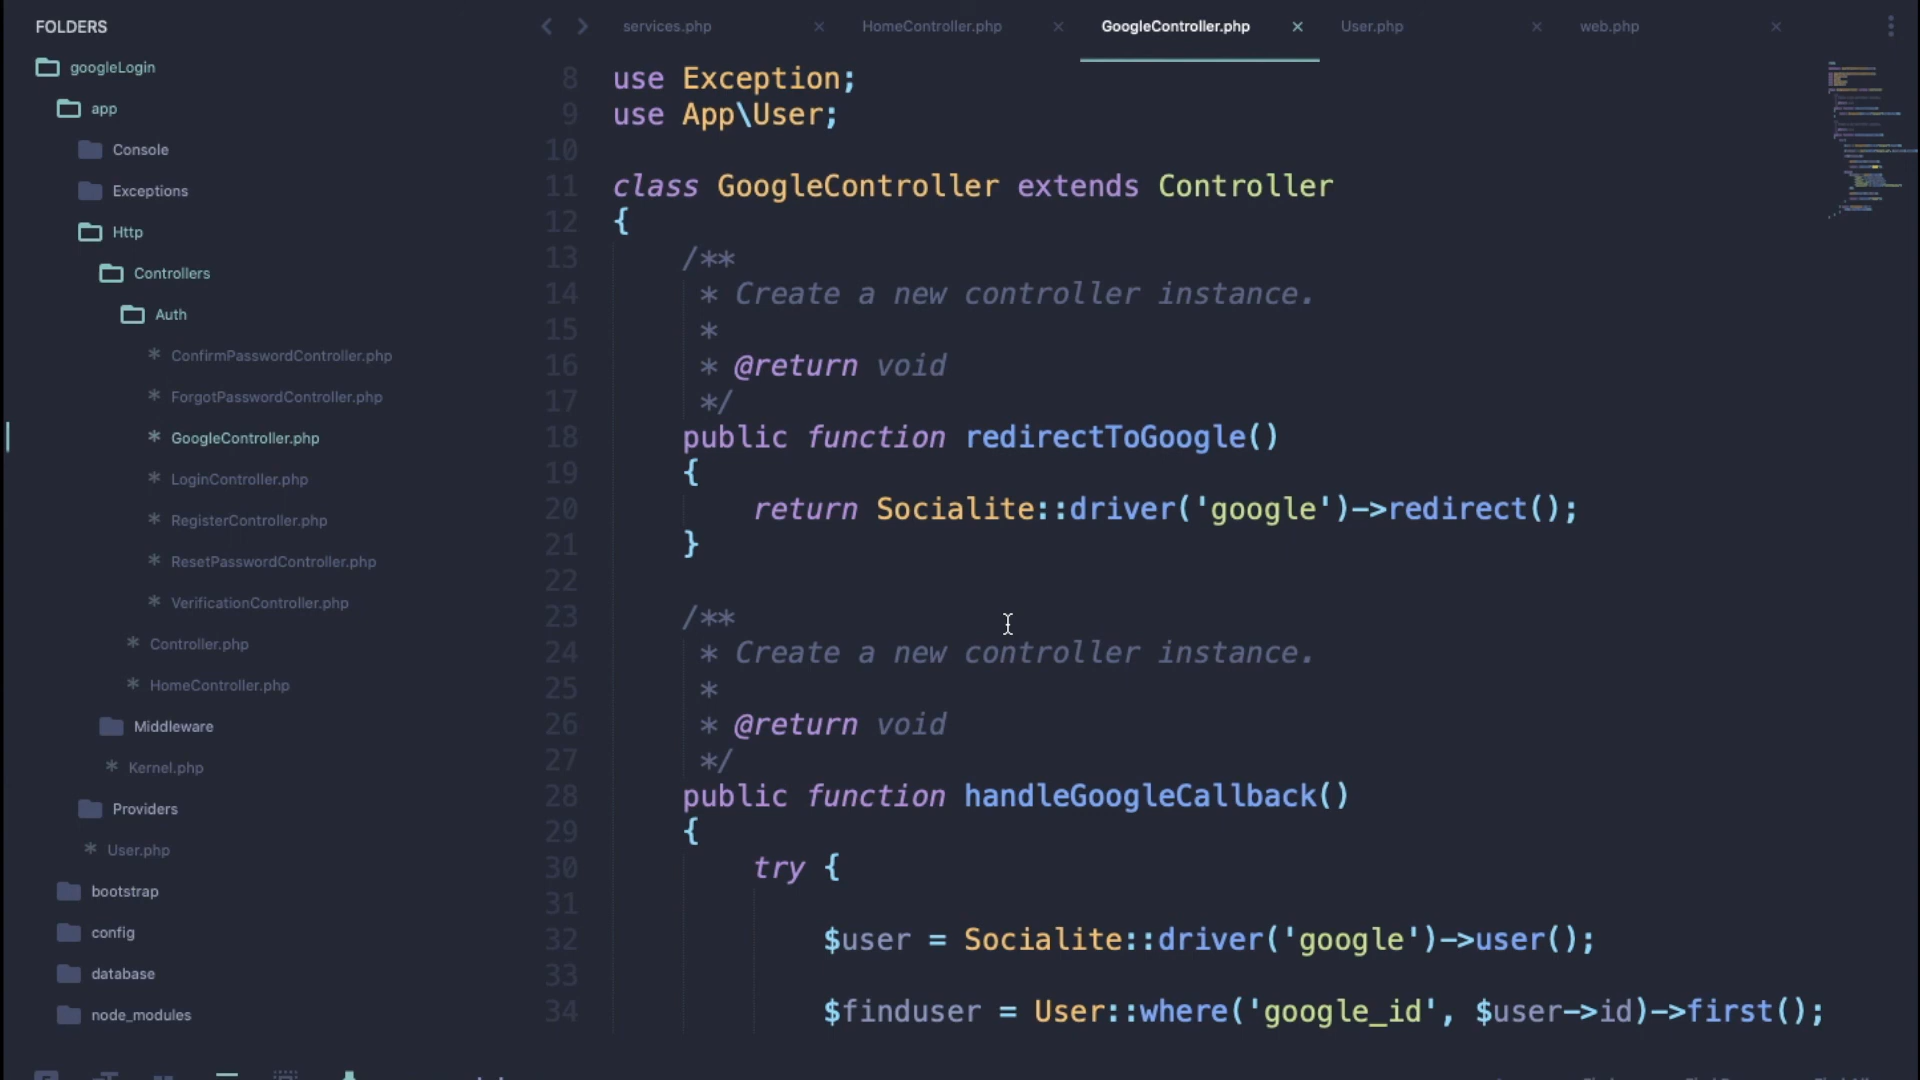 FOLDERS
googleLogin
app
Console
Exceptions
Http
Controllers
Auth
* ConfirmPasswordController.php
* ForgotPasswordController.php
* GoogleController.php
* LoginController.php
* RegisterController.php
* ResetPasswordController.php
* VerificationController.php
* Controller.php
* HomeController.php
Middleware
* Kernel.php
Providers
* User.php
bootstrap
config
database
node_modules
services.php × HomeController.php × GoogleController.php × User.php × web.php ×
8 use Exception;
9 use App\User;
10
11 class GoogleController extends Controller
12 {
13 /**
14 * Create a new controller instance.
15 *
16 * @return void
17 */
18 public function redirectToGoogle()
19 {
20 return Socialite::driver('google')->redirect();
21 }
22
23 /**
24 * Create a new controller instance.
25 *
26 * @return void
27 */
28 public function handleGoogleCallback()
29 {
30 try {
31
32 $user = Socialite::driver('google')->user();
33
34 $finduser = User::where('google_id', $user->id)->first();